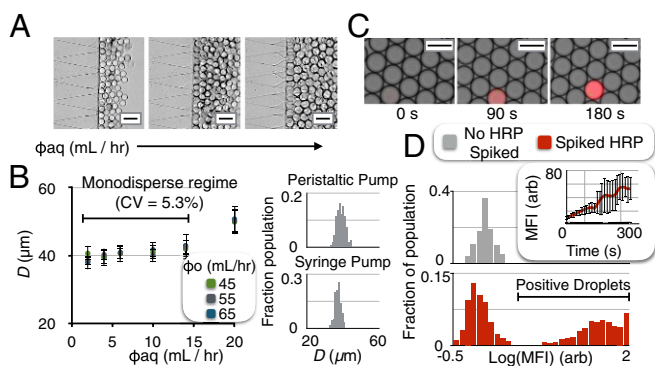 A
ϕaq (mL / hr)
B
Monodisperse regime
(CV = 5.3%)
60
40
20
D (µm)
ϕo (mL/hr)
45
55
65
0
5
10
15
20
ϕaq (mL / hr)
Peristaltic Pump
0.2
0
Syringe Pump
0.3
0
Fraction population
20
40
60
D (µm)
C
0 s
90 s
180 s
D
No HRP
Spiked
Spiked HRP
0.4
0
0.15
0
Fraction of population
80
0
MFI (arb)
0
300
Time (s)
Positive Droplets
-0.5
2
Log(MFI) (arb)